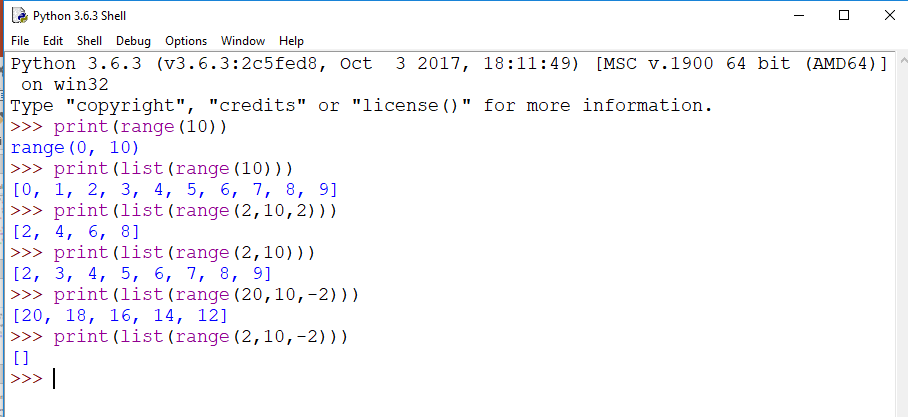 Python 3.6.3 Shell
File Edit Shell Debug Options Window Help
Python 3.6.3 (v3.6.3:2c5fed8, Oct  3 2017, 18:11:49) [MSC v.1900 64 bit (AMD64)]
 on win32
Type "copyright", "credits" or "license()" for more information.
>>> print(range(10))
range(0, 10)
>>> print(list(range(10)))
[0, 1, 2, 3, 4, 5, 6, 7, 8, 9]
>>> print(list(range(2,10,2)))
[2, 4, 6, 8]
>>> print(list(range(2,10)))
[2, 3, 4, 5, 6, 7, 8, 9]
>>> print(list(range(20,10,-2)))
[20, 18, 16, 14, 12]
>>> print(list(range(2,10,-2)))
[]
>>>